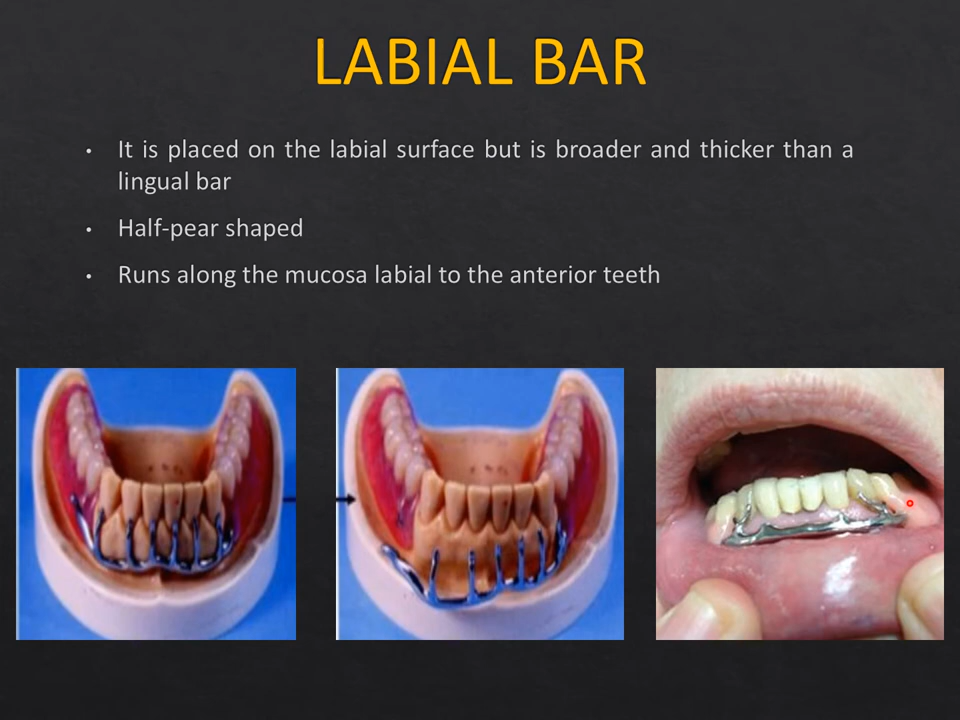 LABIAL BAR
• It is placed on the labial surface but is broader and thicker than a
lingual bar
• Half-pear shaped
• Runs along the mucosa labial to the anterior teeth